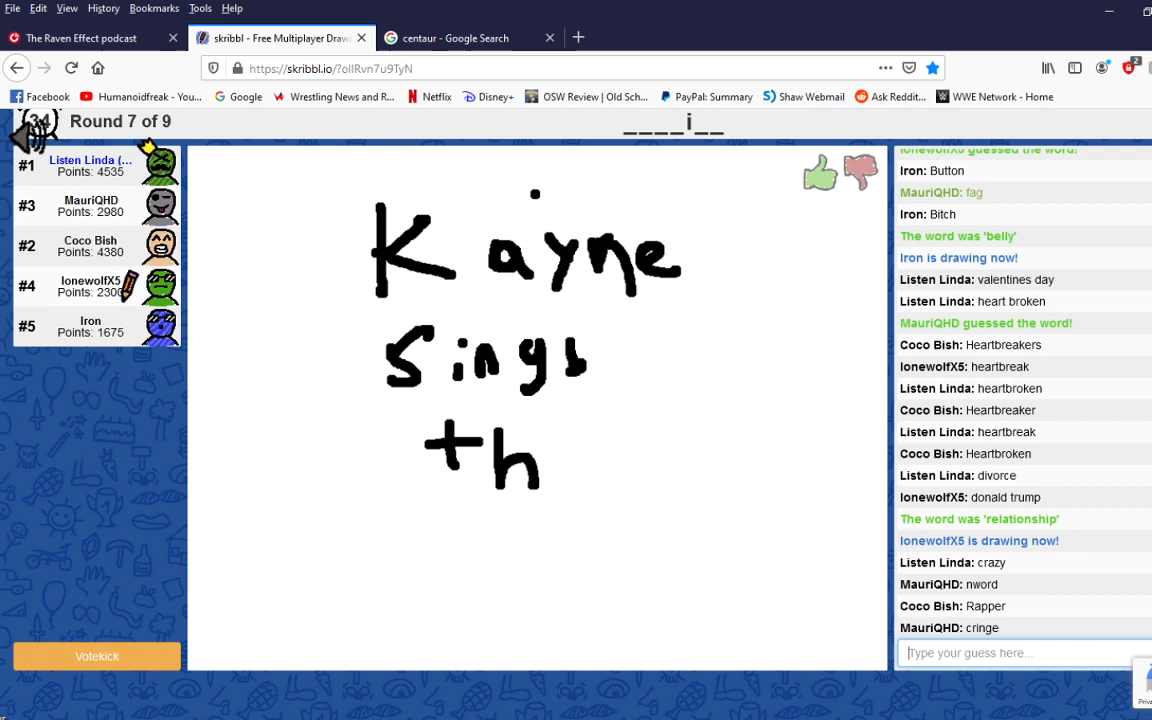 File Edit View History Bookmarks Tools Help
The Raven Effect podcast
skribbl - Free Multiplayer Drawi
centaur - Google Search
https://skribbl.io/?olIRvn7u9TyN
2
Facebook Humanoidfreak - You... Google Wrestling News and R... Netflix Disney+ OSW Review | Old Sch... PayPal: Summary Shaw Webmail Ask Reddit... WWE Network - Home
34 Round 7 of 9
____i__
#1 Listen Linda (...
Points: 4535
#3 MauriQHD
Points: 2980
#2 Coco Bish
Points: 4380
#4 lonewolfX5
Points: 2300
#5 Iron
Points: 1675
Votekick
Kayne
sings
th
lonewolfX5 guessed the word!
Iron: Button
MauriQHD: fag
Iron: Bitch
The word was 'belly'
Iron is drawing now!
Listen Linda: valentines day
Listen Linda: heart broken
MauriQHD guessed the word!
Coco Bish: Heartbreakers
lonewolfX5: heartbreak
Listen Linda: heartbroken
Coco Bish: Heartbreaker
Listen Linda: heartbreak
Coco Bish: Heartbroken
Listen Linda: divorce
lonewolfX5: donald trump
The word was 'relationship'
lonewolfX5 is drawing now!
Listen Linda: crazy
MauriQHD: nword
Coco Bish: Rapper
MauriQHD: cringe
Type your guess here...